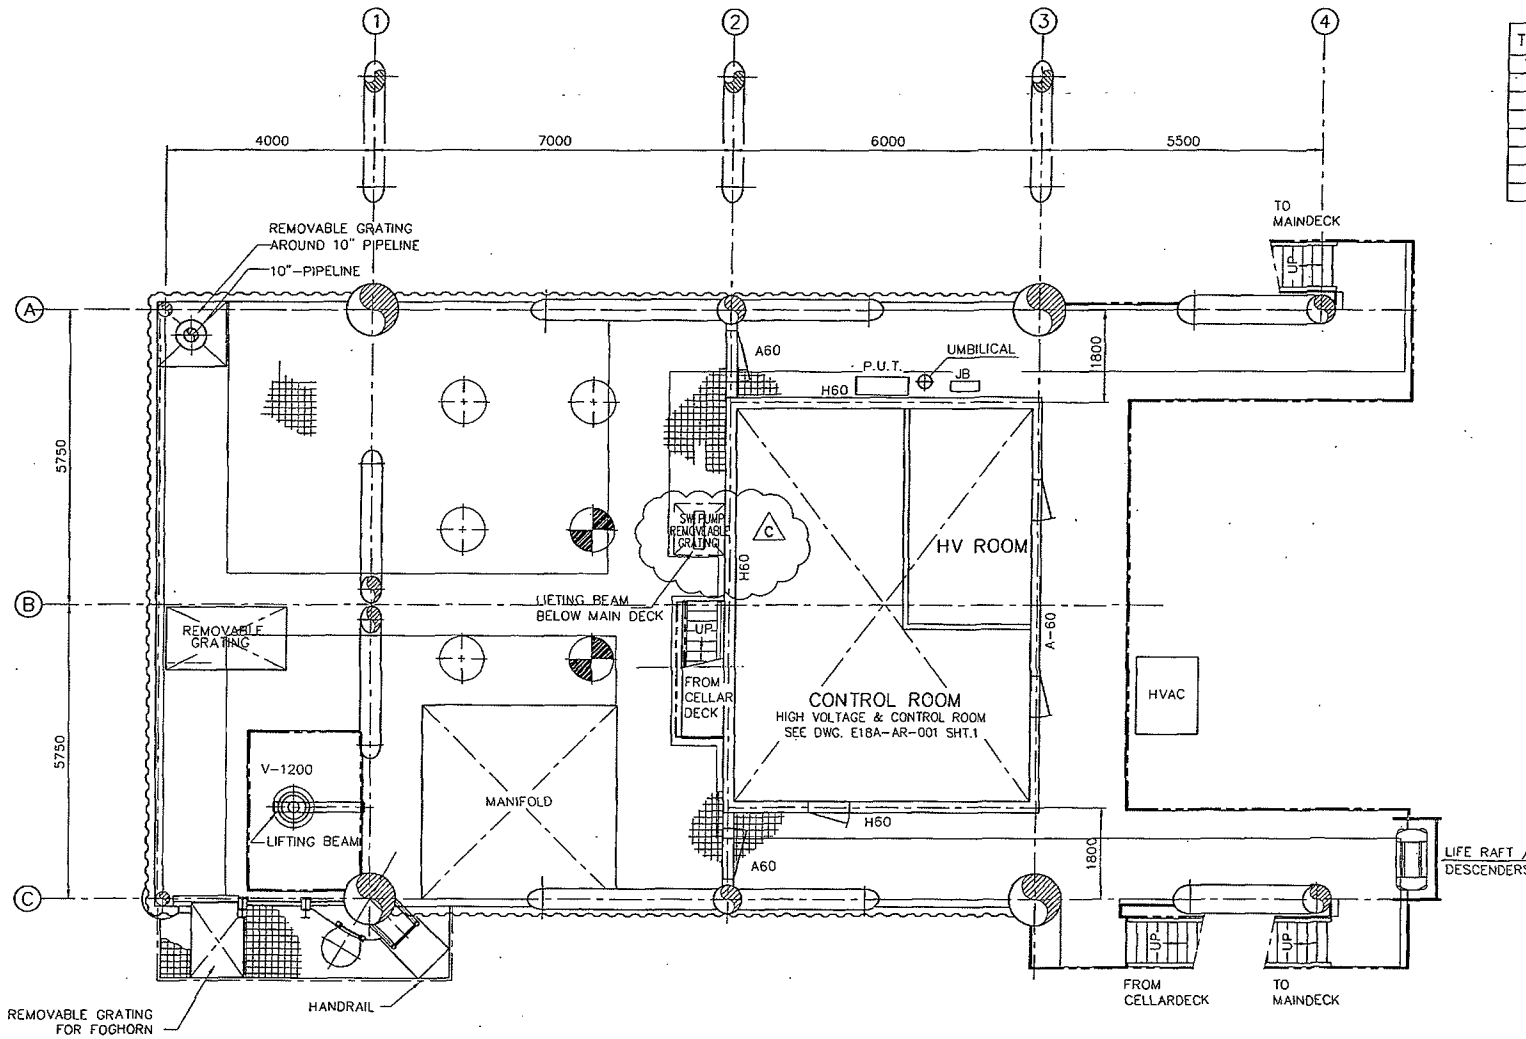 1
2
3
4
T
4000
7000
6000
5500
TO
MAINDECK
REMOVABLE GRATING
AROUND 10" PIPELINE
10"-PIPELINE
UP
A
A60
UMBILICAL
P.U.T.
JB
H60
1800
5750
SW PUMP
REMOVEABLE
GRATING
C
HV ROOM
H60
LIFTING BEAM
BELOW MAIN DECK
B
REMOVABLE
GRATING
UP
A-60
FROM
CELLAR
DECK
HVAC
CONTROL ROOM
HIGH VOLTAGE & CONTROL ROOM
SEE DWG. E18A-AR-001 SHT.1
5750
V-1200
MANIFOLD
LIFTING BEAM
H60
A60
1800
LIFE RAFT /
DESCENDERS
C
UP
UP
FROM
CELLARDECK
TO
MAINDECK
HANDRAIL
REMOVABLE GRATING
FOR FOGHORN